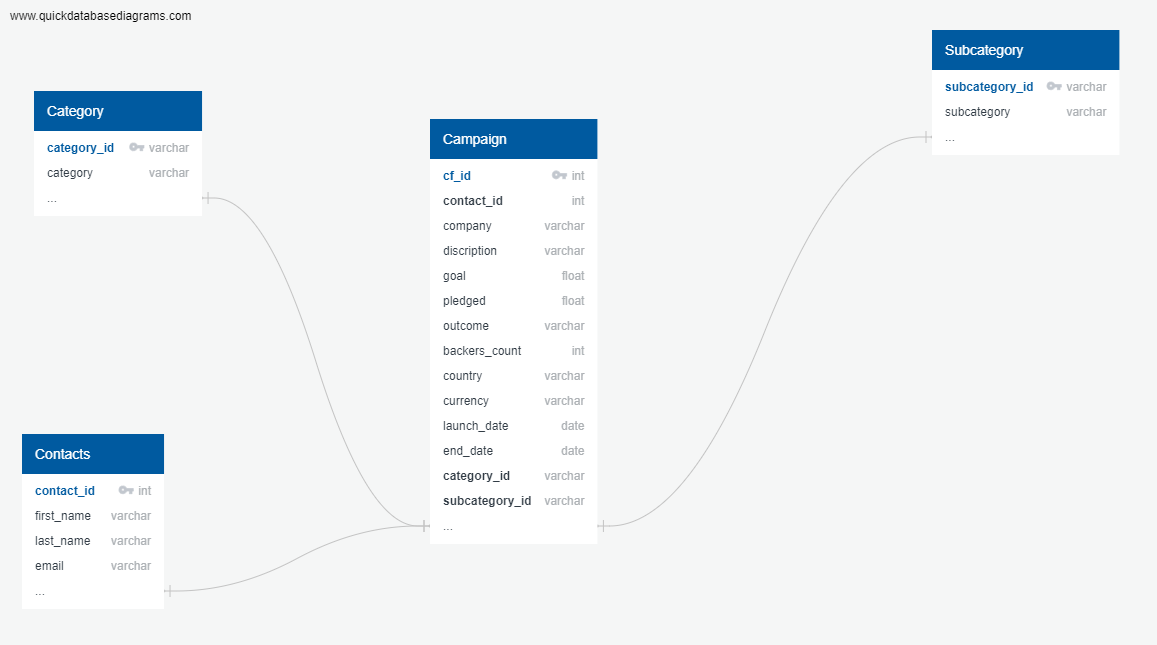 www.quickdatabasediagrams.com
Category
category_id varchar
category varchar
...
Contacts
contact_id int
first_name varchar
last_name varchar
email varchar
...
Campaign
cf_id int
contact_id int
company varchar
discription varchar
goal float
pledged float
outcome varchar
backers_count int
country varchar
currency varchar
launch_date date
end_date date
category_id varchar
subcategory_id varchar
...
Subcategory
subcategory_id varchar
subcategory varchar
...